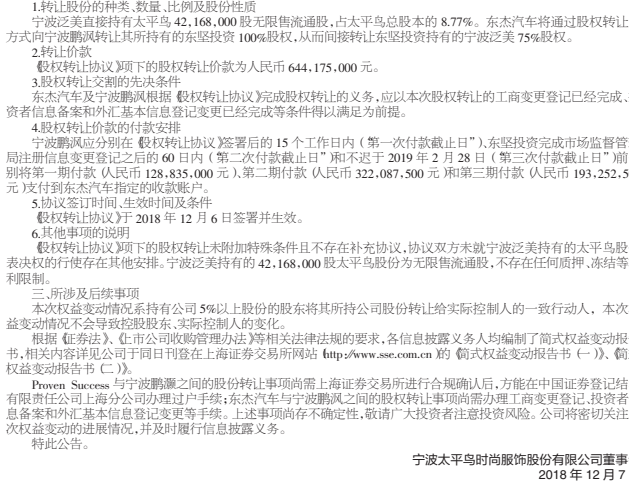 1.转让股份的种类、数量、比例及股份性质
宁波泛美直接持有太平鸟 42,168,000 股无限售流通股,占太平鸟总股本的 8.77%。东杰汽车将通过股权转让
方式向宁波鹏沨转让其所持有的东坚投资 100%股权,从而间接转让东坚投资持有的宁波泛美 75%股权。
2.转让价款
《股权转让协议》项下的股权转让价款为人民币 644,175,000 元。
3.股权转让交割的先决条件
东杰汽车及宁波鹏沨根据《股权转让协议》完成股权转让的义务,应以本次股权转让的工商变更登记已经完成、
资者信息备案和外汇基本信息登记变更已经完成等条件得以满足为前提。
4.股权转让价款的付款安排
宁波鹏沨应分别在《股权转让协议》签署后的 15 个工作日内(“第一次付款截止日”)、东坚投资完成市场监督管
局注册信息变更登记之后的 60 日内(“第二次付款截止日”)和不迟于 2019 年 2 月 28 日(“第三次付款截止日”)前
别将第一期付款(人民币 128,835,000 元)、第二期付款(人民币 322,087,500 元)和第三期付款(人民币 193,252,5
元)支付到东杰汽车指定的收款账户。
5.协议签订时间、生效时间及条件
《股权转让协议》于 2018 年 12 月 6 日签署并生效。
6.其他事项的说明
《股权转让协议》项下的股权转让未附加特殊条件且不存在补充协议,协议双方未就宁波泛美持有的太平鸟股
表决权的行使存在其他安排。宁波泛美持有的 42,168,000 股太平鸟股份为无限售流通股,不存在任何质押、冻结等
利限制。
三、所涉及后续事项
本次权益变动情况系持有公司 5%以上股份的股东将其所持公司股份转让给实际控制人的一致行动人，本次
益变动情况不会导致控股股东、实际控制人的变化。
根据《证券法》、《上市公司收购管理办法》等相关法律法规的要求,各信息披露义务人均编制了简式权益变动报
书,相关内容详见公司于同日刊登在上海证券交易所网站(http://www.sse.com.cn)的《简式权益变动报告书(一)》、《简
权益变动报告书(二)》。
Proven Success 与宁波鹏灏之间的股份转让事项尚需上海证券交易所进行合规确认后,方能在中国证券登记结
有限责任公司上海分公司办理过户手续;东杰汽车与宁波鹏沨之间的股权转让事项尚需办理工商变更登记、投资者
息备案和外汇基本信息登记变更等手续。上述事项尚存不确定性,敬请广大投资者注意投资风险。公司将密切关注
次权益变动的进展情况,并及时履行信息披露义务。
特此公告。
宁波太平鸟时尚服饰股份有限公司董事
2018 年 12 月 7